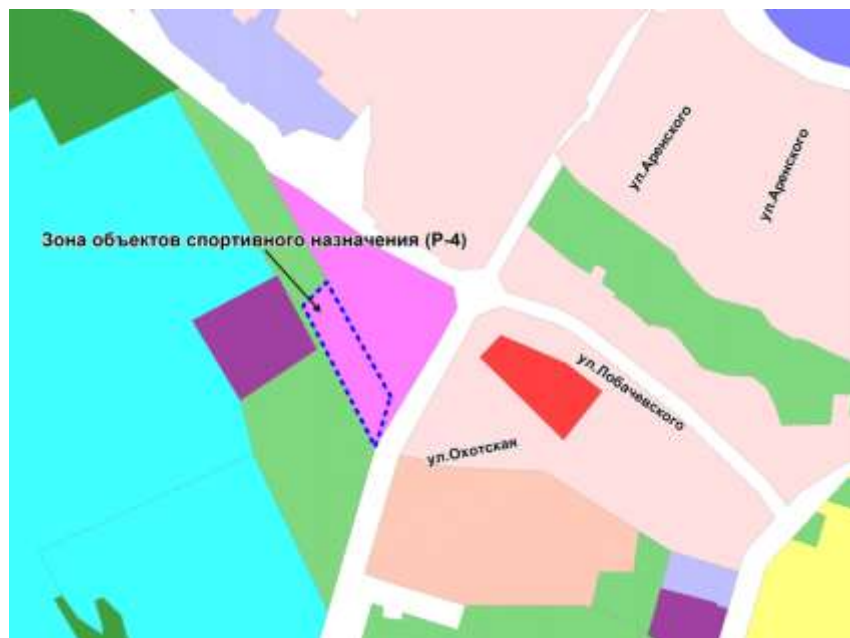 ул.Аренского
ул.Аренского
Зона объектов спортивного назначения (Р-4)
ул.Лобачевского
ул.Охотская